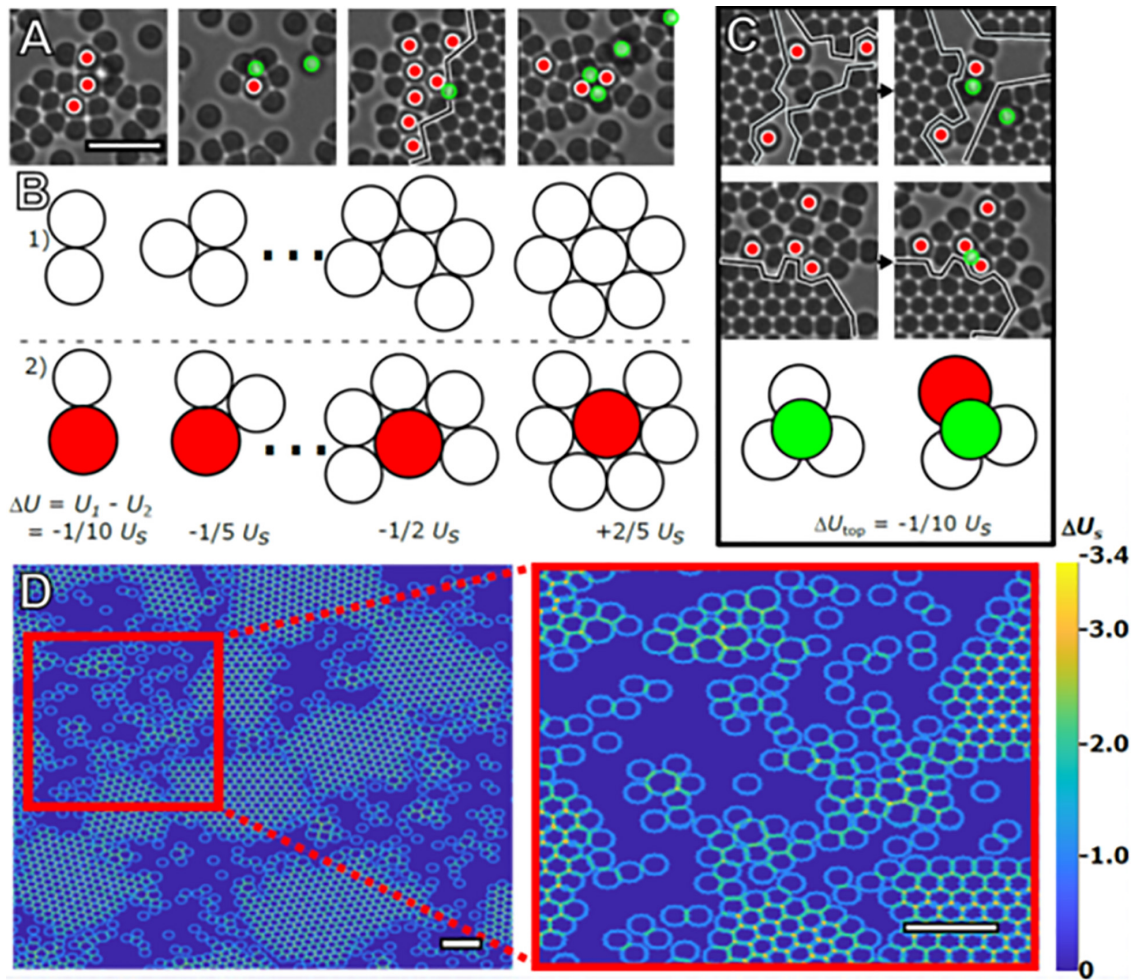 A
C
B
1)
2)
ΔU = U1 - U2
= -1/10 US
-1/5 US
-1/2 US
+2/5 US
ΔUtop = -1/10 US
D
ΔUs
-3.4
-3.0
-2.0
-1.0
0